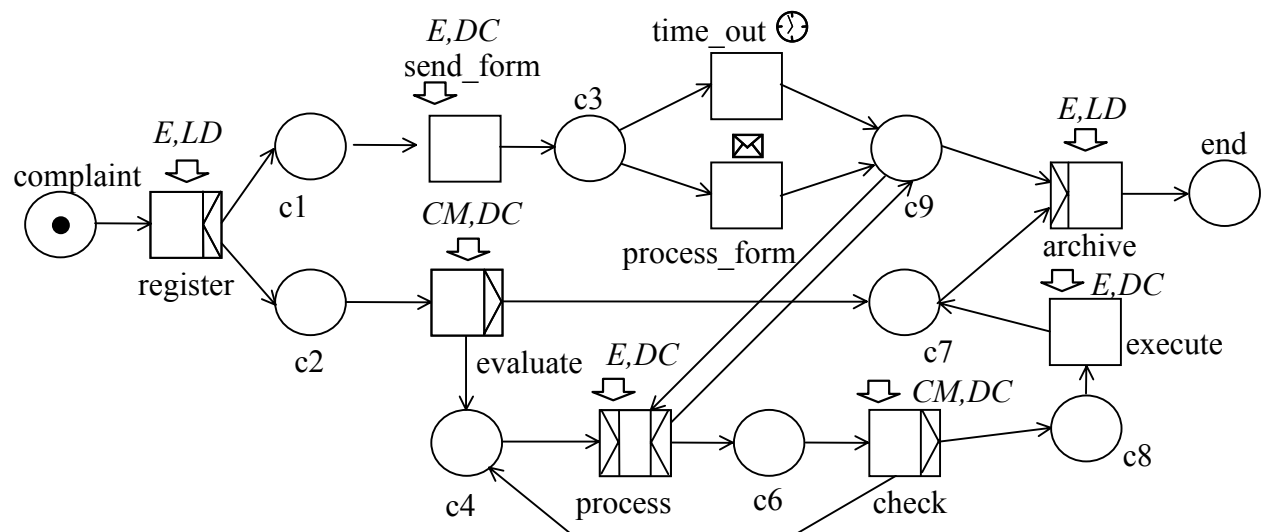 E,DC
send_form
time_out
c3
E,LD
complaint
register
c1
c2
CM,DC
evaluate
process_form
c9
E,LD
archive
end
E,DC
execute
c7
E,DC
process
c4
c6
CM,DC
check
c8